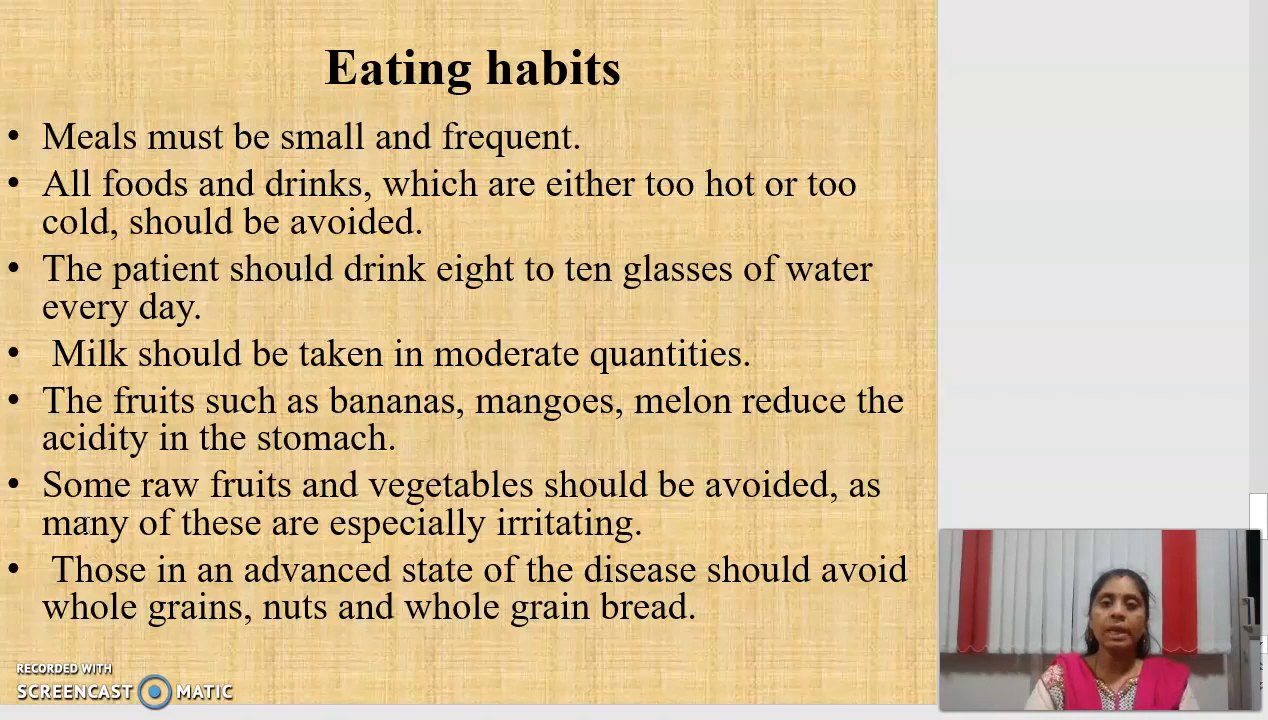 Eating habits
• Meals must be small and frequent.
• All foods and drinks, which are either too hot or too
cold, should be avoided.
• The patient should drink eight to ten glasses of water
every day.
• Milk should be taken in moderate quantities.
• The fruits such as bananas, mangoes, melon reduce the
acidity in the stomach.
• Some raw fruits and vegetables should be avoided, as
many of these are especially irritating.
• Those in an advanced state of the disease should avoid
whole grains, nuts and whole grain bread.
RECORDED WITH
SCREENCAST MATIC